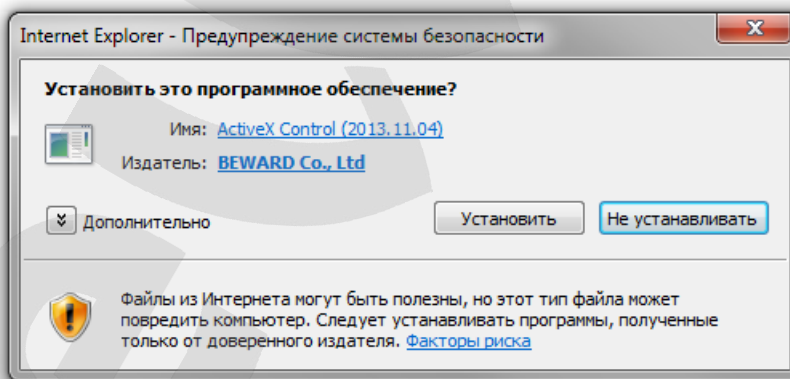 Internet Explorer - Предупреждение системы безопасности
Установить это программное обеспечение?
Имя: ActiveX Control (2013.11.04)
Издатель: BEWARD Co., Ltd
Дополнительно
Установить
Не устанавливать
Файлы из Интернета могут быть полезны, но этот тип файла может
повредить компьютер. Следует устанавливать программы, полученные
только от доверенного издателя. Факторы риска